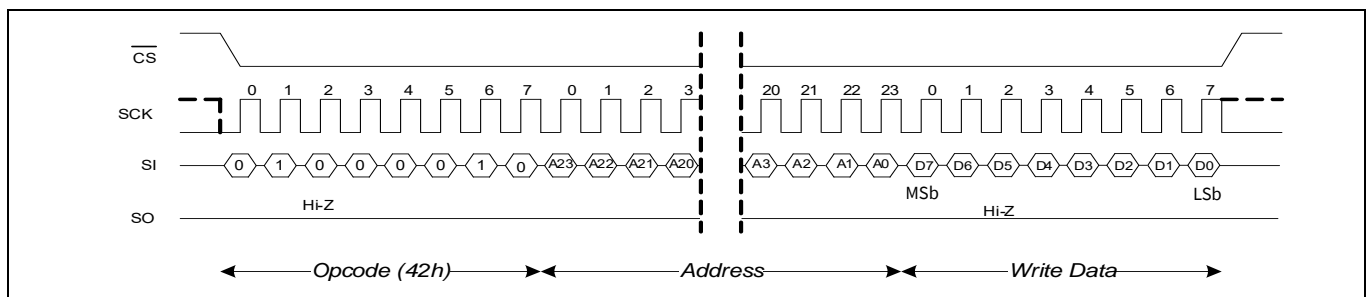 CS
0 1 2 3 4 5 6 7 0 1 2 3 20 21 22 23 0 1 2 3 4 5 6 7
SCK
SI 0 1 0 0 0 0 1 0 A23 A22 A21 A20 A3 A2 A1 A0 D7 D6 D5 D4 D3 D2 D1 D0
MSb LSb
Hi-Z Hi-Z
SO
Opcode (42h) Address Write Data